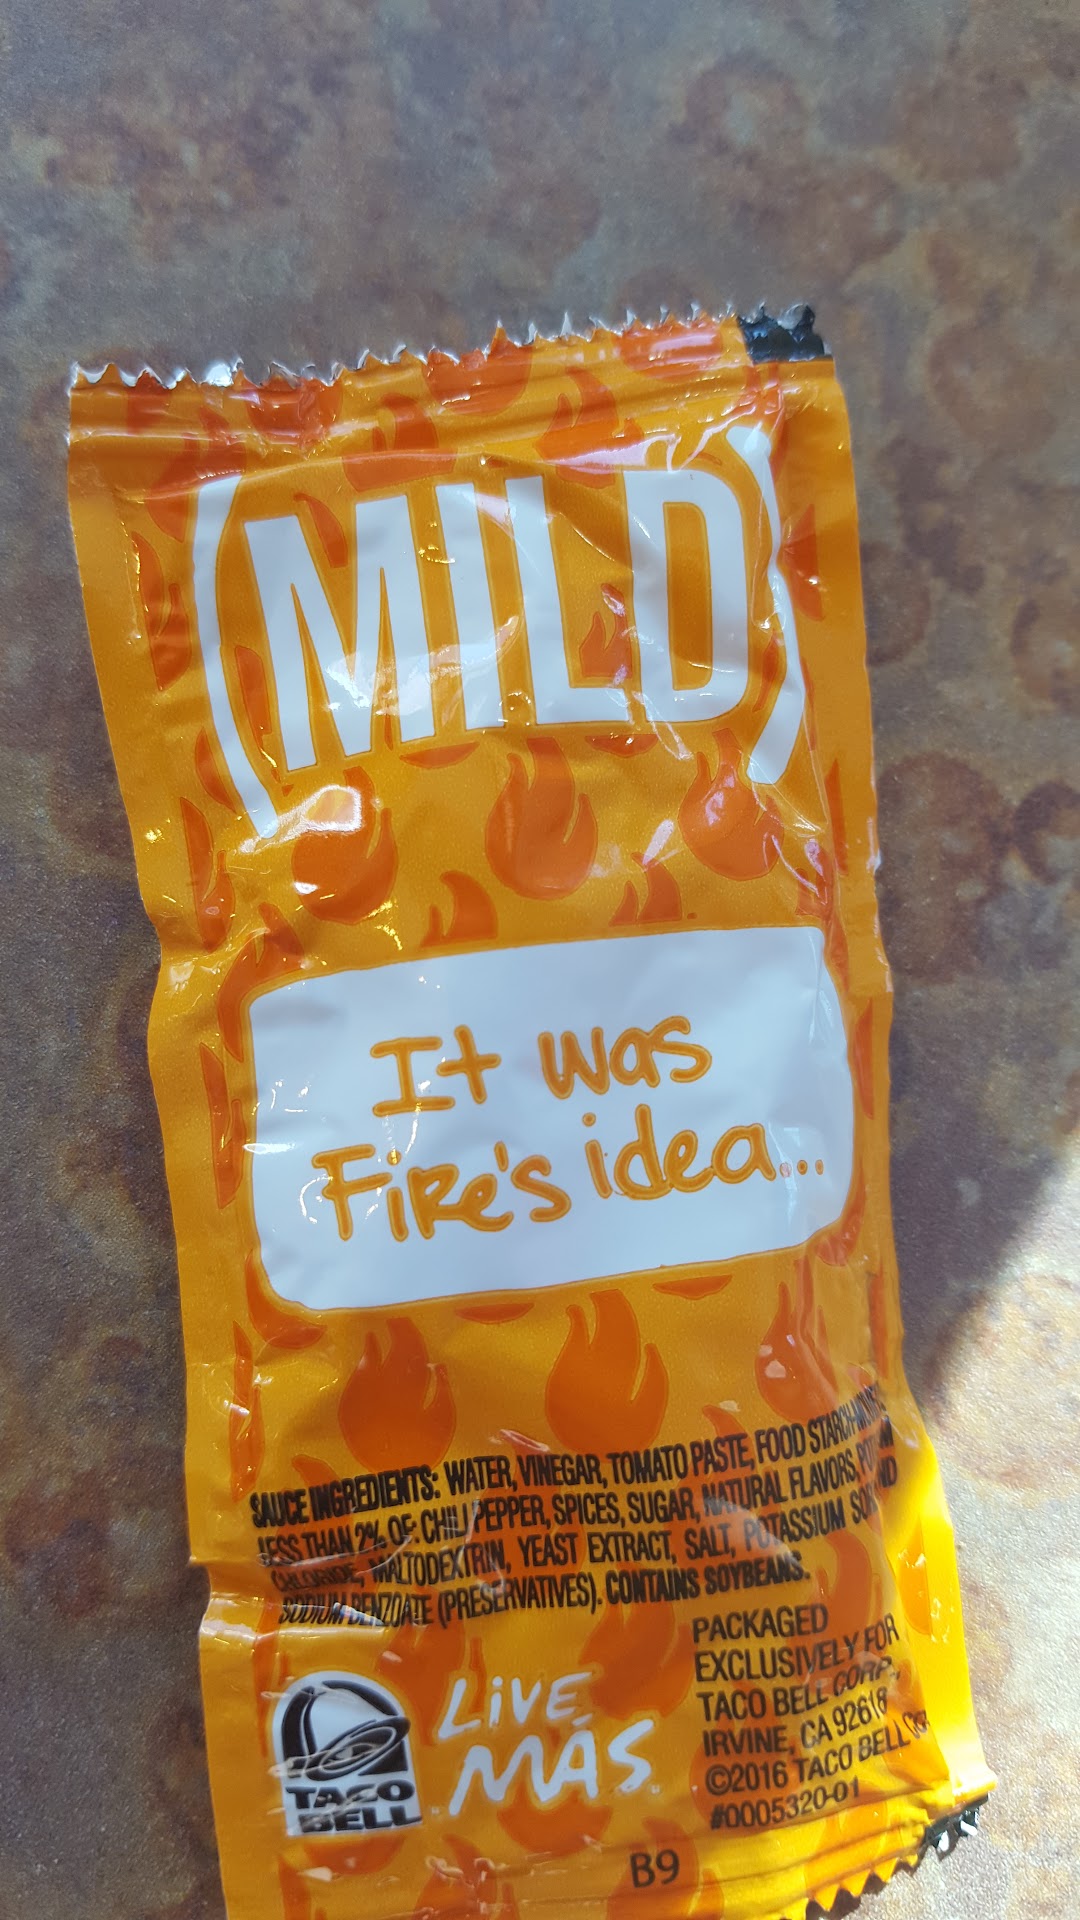 (MILD)
It was
Fire's idea...
SAUCE INGREDIENTS: WATER, VINEGAR, TOMATO PASTE, FOOD
LESS THAN 2% OF CHILI PEPPER, SPICES, SUGAR, NATURAL FLAVORS,
CHLORIDE, MALTODEXTRIN, YEAST EXTRACT, SALT, POTASSIUM
SODIUM BENZOATE (PRESERVATIVES). CONTAINS SOYBEANS.
PACKAGED
EXCLUSIVELY FOR
TACO BELL CORP.,
IRVINE, CA 92618
©2016 TACO BELL
#0005320-01
LiVE
MÁS
TACO
BELL
B9